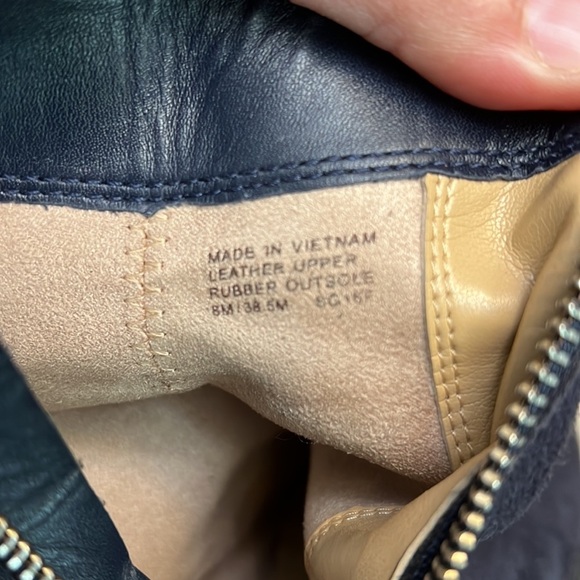 MADE IN VIETNAM
LEATHER UPPER
RUBBER OUTSOLE
8M|38.5M